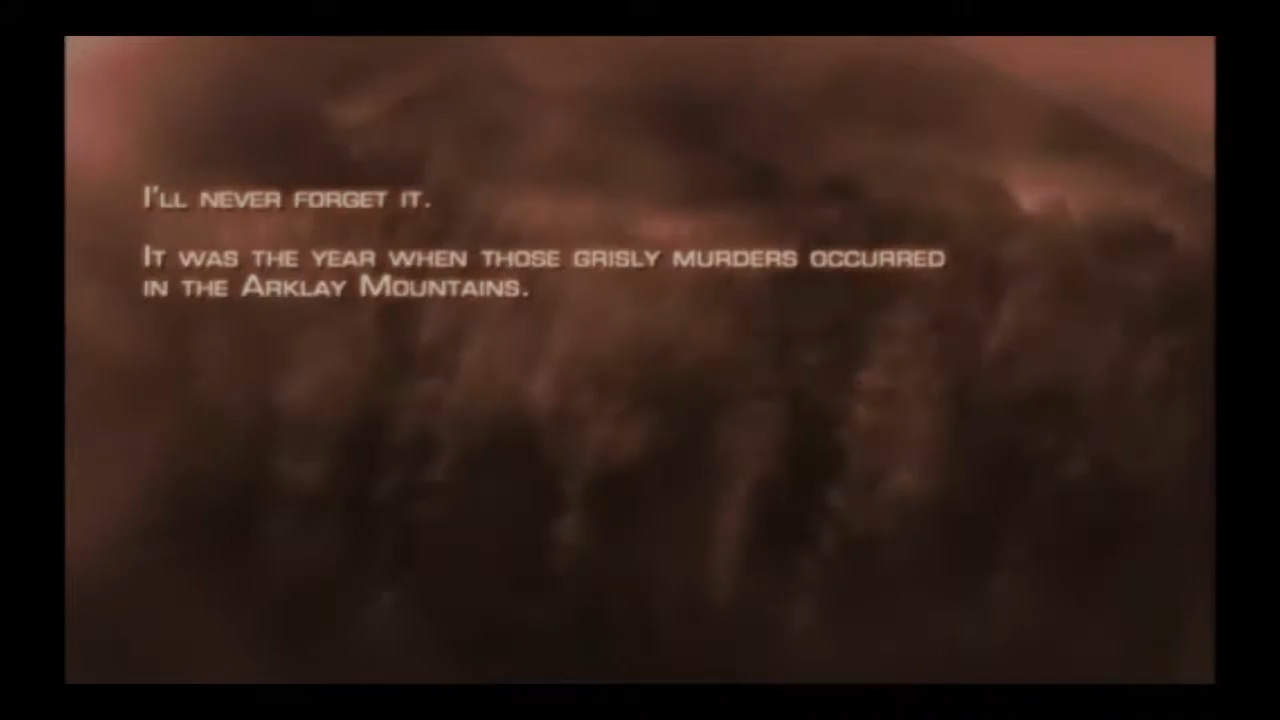 I'll never forget it.
It was the year when those grisly murders occurred
in the Arklay Mountains.